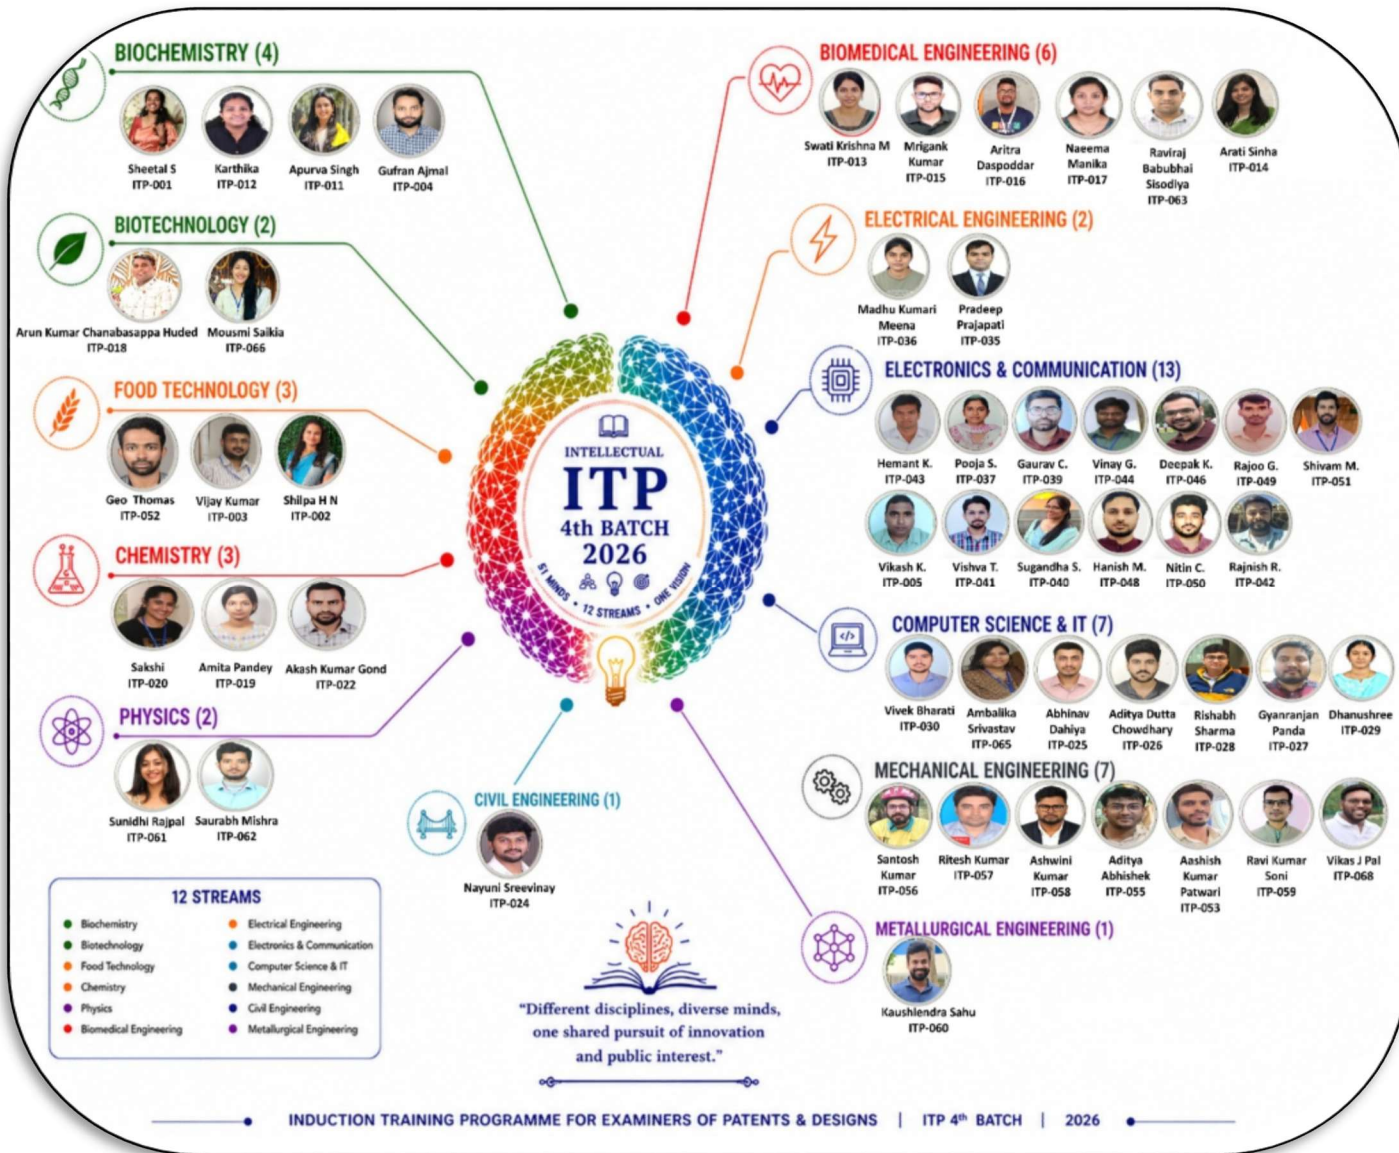 BIOCHEMISTRY (4)
Sheetal S
ITP-001
Karthika
ITP-012
Apurva Singh
ITP-011
Gufran Ajmal
ITP-004
BIOTECHNOLOGY (2)
Arun Kumar Chanabasappa Huded
ITP-018
Mousmi Saikia
ITP-066
FOOD TECHNOLOGY (3)
Geo Thomas
ITP-052
Vijay Kumar
ITP-003
Shilpa H N
ITP-002
CHEMISTRY (3)
Sakshi
ITP-020
Amita Pandey
ITP-019
Akash Kumar Gond
ITP-022
PHYSICS (2)
Sunidhi Rajpal
ITP-061
Saurabh Mishra
ITP-062
INTELLECTUAL
ITP
4th BATCH
2026
51 MINDS • 12 STREAMS • ONE VISION
CIVIL ENGINEERING (1)
Nayuni Sreevinay
ITP-024
BIOMEDICAL ENGINEERING (6)
Swati Krishna M
ITP-013
Mrigank
Kumar
ITP-015
Aritra
Daspoddar
ITP-016
Naeema
Manika
ITP-017
Raviraj
Babubhai
Sisodiya
ITP-063
Arati Sinha
ITP-014
ELECTRICAL ENGINEERING (2)
Madhu Kumari
Meena
ITP-036
Pradeep
Prajapati
ITP-035
ELECTRONICS & COMMUNICATION (13)
Hemant K.
ITP-043
Pooja S.
ITP-037
Gaurav C.
ITP-039
Vinay G.
ITP-044
Deepak K.
ITP-046
Rajoo G.
ITP-049
Shivam M.
ITP-051
Vikash K.
ITP-005
Vishva T.
ITP-041
Sugandha S.
ITP-040
Hanish M.
ITP-048
Nitin C.
ITP-050
Rajnish R.
ITP-042
COMPUTER SCIENCE & IT (7)
</>
Vivek Bharati
ITP-030
Ambalika
Srivastav
ITP-065
Abhinav
Dahiya
ITP-025
Aditya Dutta
Chowdhary
ITP-026
Rishabh
Sharma
ITP-028
Gyanranjan
Panda
ITP-027
Dhanushree
ITP-029
MECHANICAL ENGINEERING (7)
Santosh
Kumar
ITP-056
Ritesh Kumar
ITP-057
Ashwini
Kumar
ITP-058
Aditya
Abhishek
ITP-055
Aashish
Kumar
Patwari
ITP-053
Ravi Kumar
Soni
ITP-059
Vikas J Pal
ITP-068
METALLURGICAL ENGINEERING (1)
Kaushlendra Sahu
ITP-060
12 STREAMS
Biochemistry
Biotechnology
Food Technology
Chemistry
Physics
Biomedical Engineering
Electrical Engineering
Electronics & Communication
Computer Science & IT
Mechanical Engineering
Civil Engineering
Metallurgical Engineering
"Different disciplines, diverse minds,
one shared pursuit of innovation
and public interest."
INDUCTION TRAINING PROGRAMME FOR EXAMINERS OF PATENTS & DESIGNS | ITP 4th BATCH | 2026